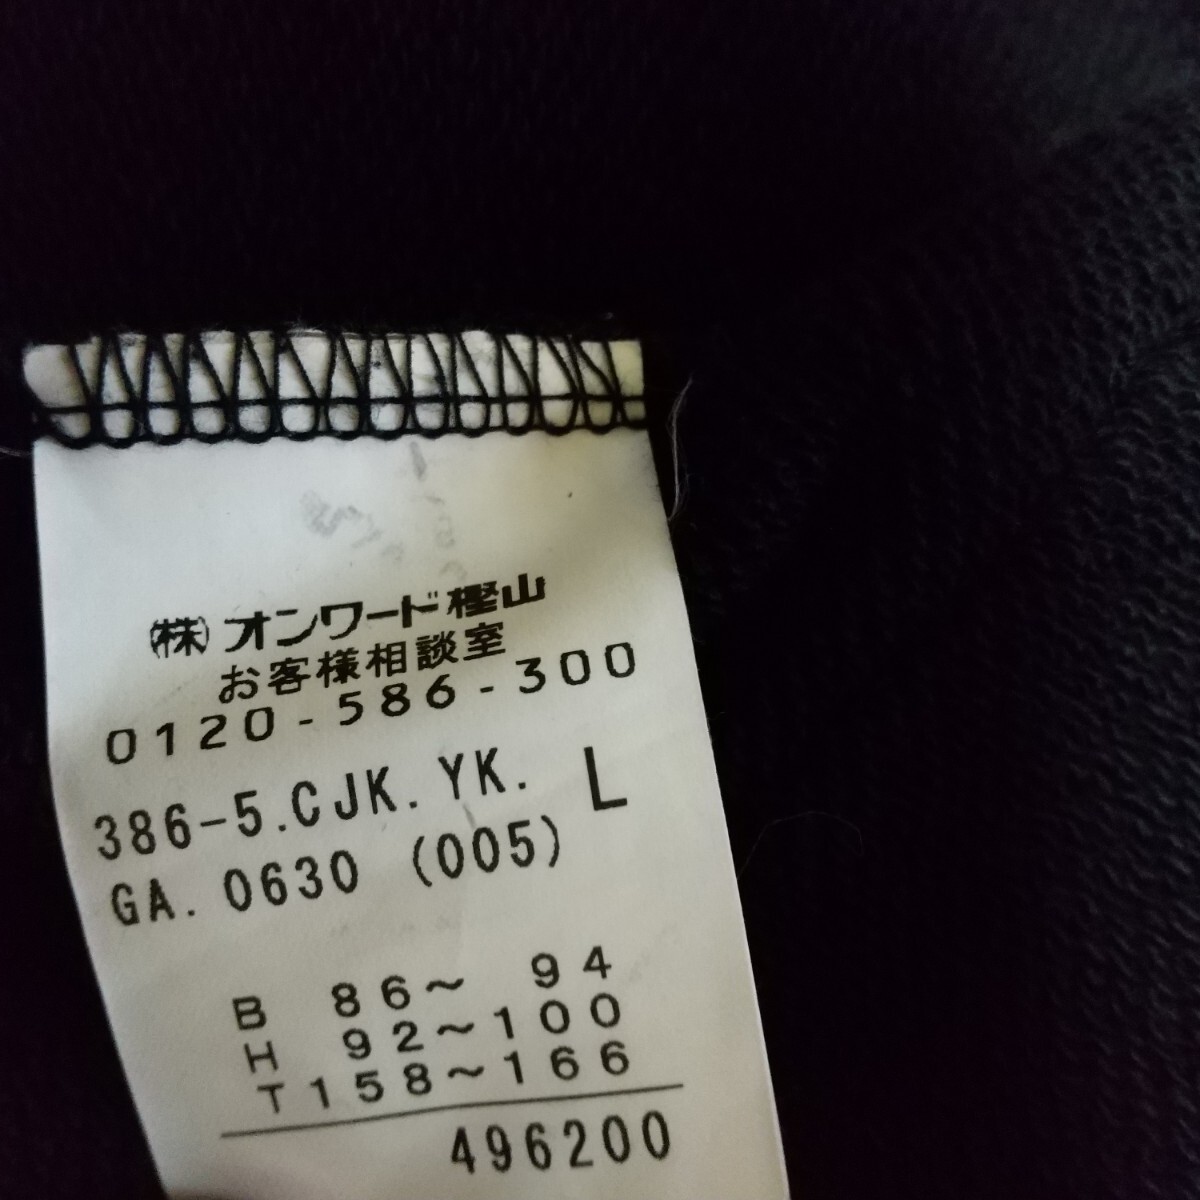 ㈱オンワード樫山
お客様相談室
0120-586-300
386-5.CJK.YK. L
GA.0630 (005)
B 86～ 94
H 92～100
T158～166
496200